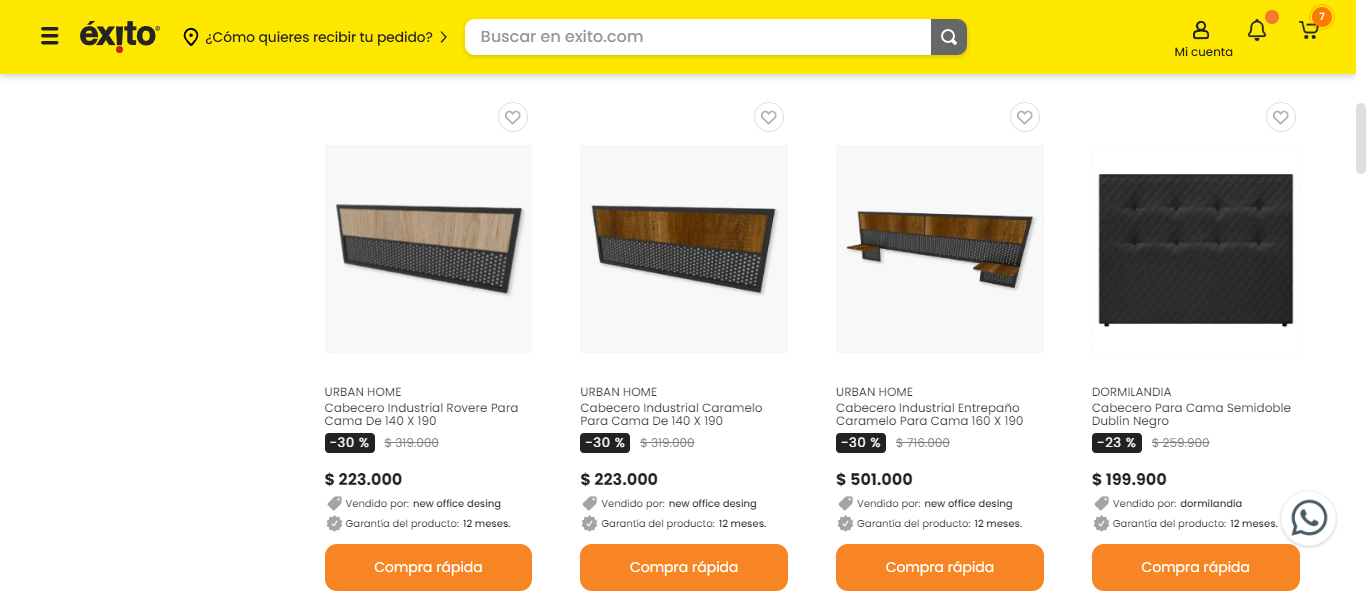 éxito
¿Cómo quieres recibir tu pedido?
Buscar en exito.com
Mi cuenta
7
URBAN HOME
Cabecero Industrial Rovere Para
Cama De 140 X 190
-30 % $ 319.000
$ 223.000
Vendido por: new office desing
Garantía del producto: 12 meses.
Compra rápida
URBAN HOME
Cabecero Industrial Caramelo
Para Cama De 140 X 190
-30 % $ 319.000
$ 223.000
Vendido por: new office desing
Garantía del producto: 12 meses.
Compra rápida
URBAN HOME
Cabecero Industrial Entrepaño
Caramelo Para Cama 160 X 190
-30 % $ 716.000
$ 501.000
Vendido por: new office desing
Garantía del producto: 12 meses.
Compra rápida
DORMILANDIA
Cabecero Para Cama Semidoble
Dublín Negro
-23 % $ 259.900
$ 199.900
Vendido por: dormilandia
Garantía del producto: 12 meses.
Compra rápida